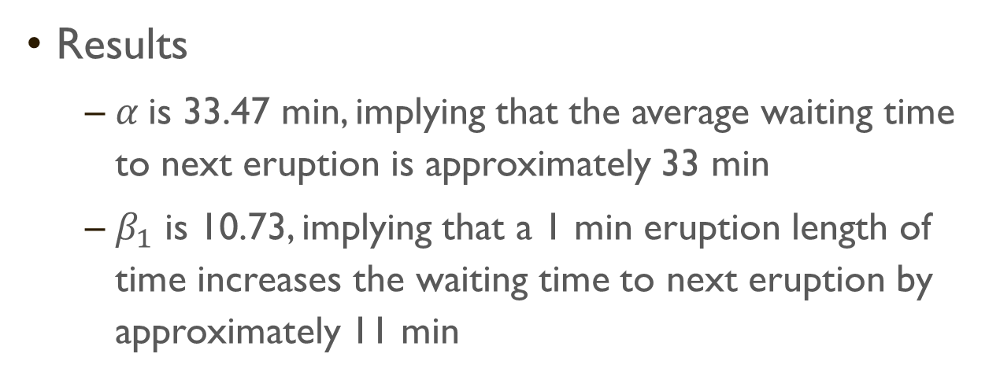 • Results
– α is 33.47 min, implying that the average waiting time
to next eruption is approximately 33 min
– β₁ is 10.73, implying that a 1 min eruption length of
time increases the waiting time to next eruption by
approximately 11 min